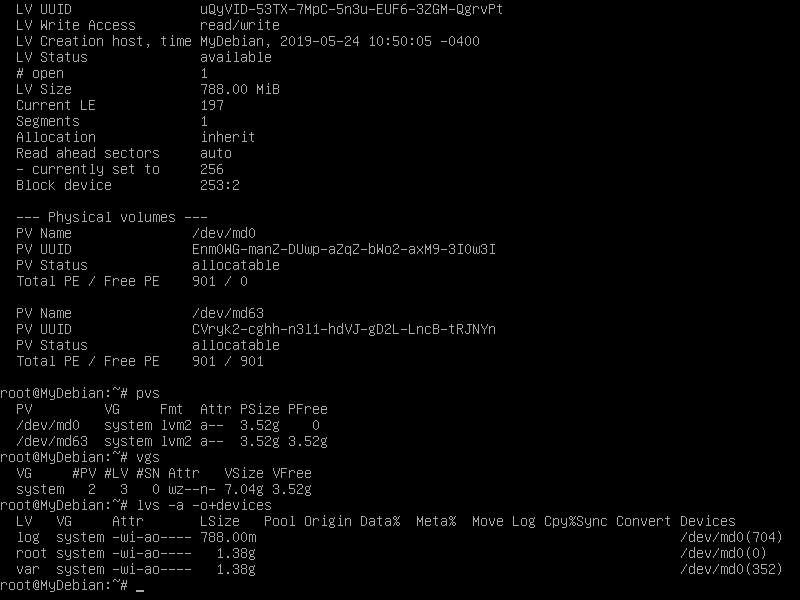 LV UUID                uQyVID-53TX-7MpC-5n3u-EUF6-3ZGM-QgrvPt
LV Write Access        read/write
LV Creation host, time MyDebian, 2019-05-24 10:50:05 -0400
LV Status              available
# open                 1
LV Size                788.00 MiB
Current LE             197
Segments               1
Allocation             inherit
Read ahead sectors     auto
- currently set to     256
Block device           253:2
--- Physical volumes ---
PV Name               /dev/md0
PV UUID               Enm0WG-manZ-DUwp-aZqZ-bWo2-axM9-3I0w3I
PV Status             allocatable
Total PE / Free PE    901 / 0
PV Name               /dev/md63
PV UUID               CVryk2-cghh-n3l1-hdVJ-gD2L-LncB-tRJNYn
PV Status             allocatable
Total PE / Free PE    901 / 901
root@MyDebian:~# pvs
  PV         VG     Fmt  Attr PSize PFree
  /dev/md0   system lvm2 a--  3.52g    0
  /dev/md63  system lvm2 a--  3.52g 3.52g
root@MyDebian:~# vgs
  VG     #PV #LV #SN Attr   VSize VFree
  system   2   3   0 wz--n- 7.04g 3.52g
root@MyDebian:~# lvs -a -o+devices
  LV   VG     Attr       LSize   Pool Origin Data%  Meta%  Move Log Cpy%Sync Convert Devices
  log  system -wi-ao---- 788.00m                                                     /dev/md0(704)
  root system -wi-ao----   1.38g                                                     /dev/md0(0)
  var  system -wi-ao----   1.38g                                                     /dev/md0(352)
root@MyDebian:~# _